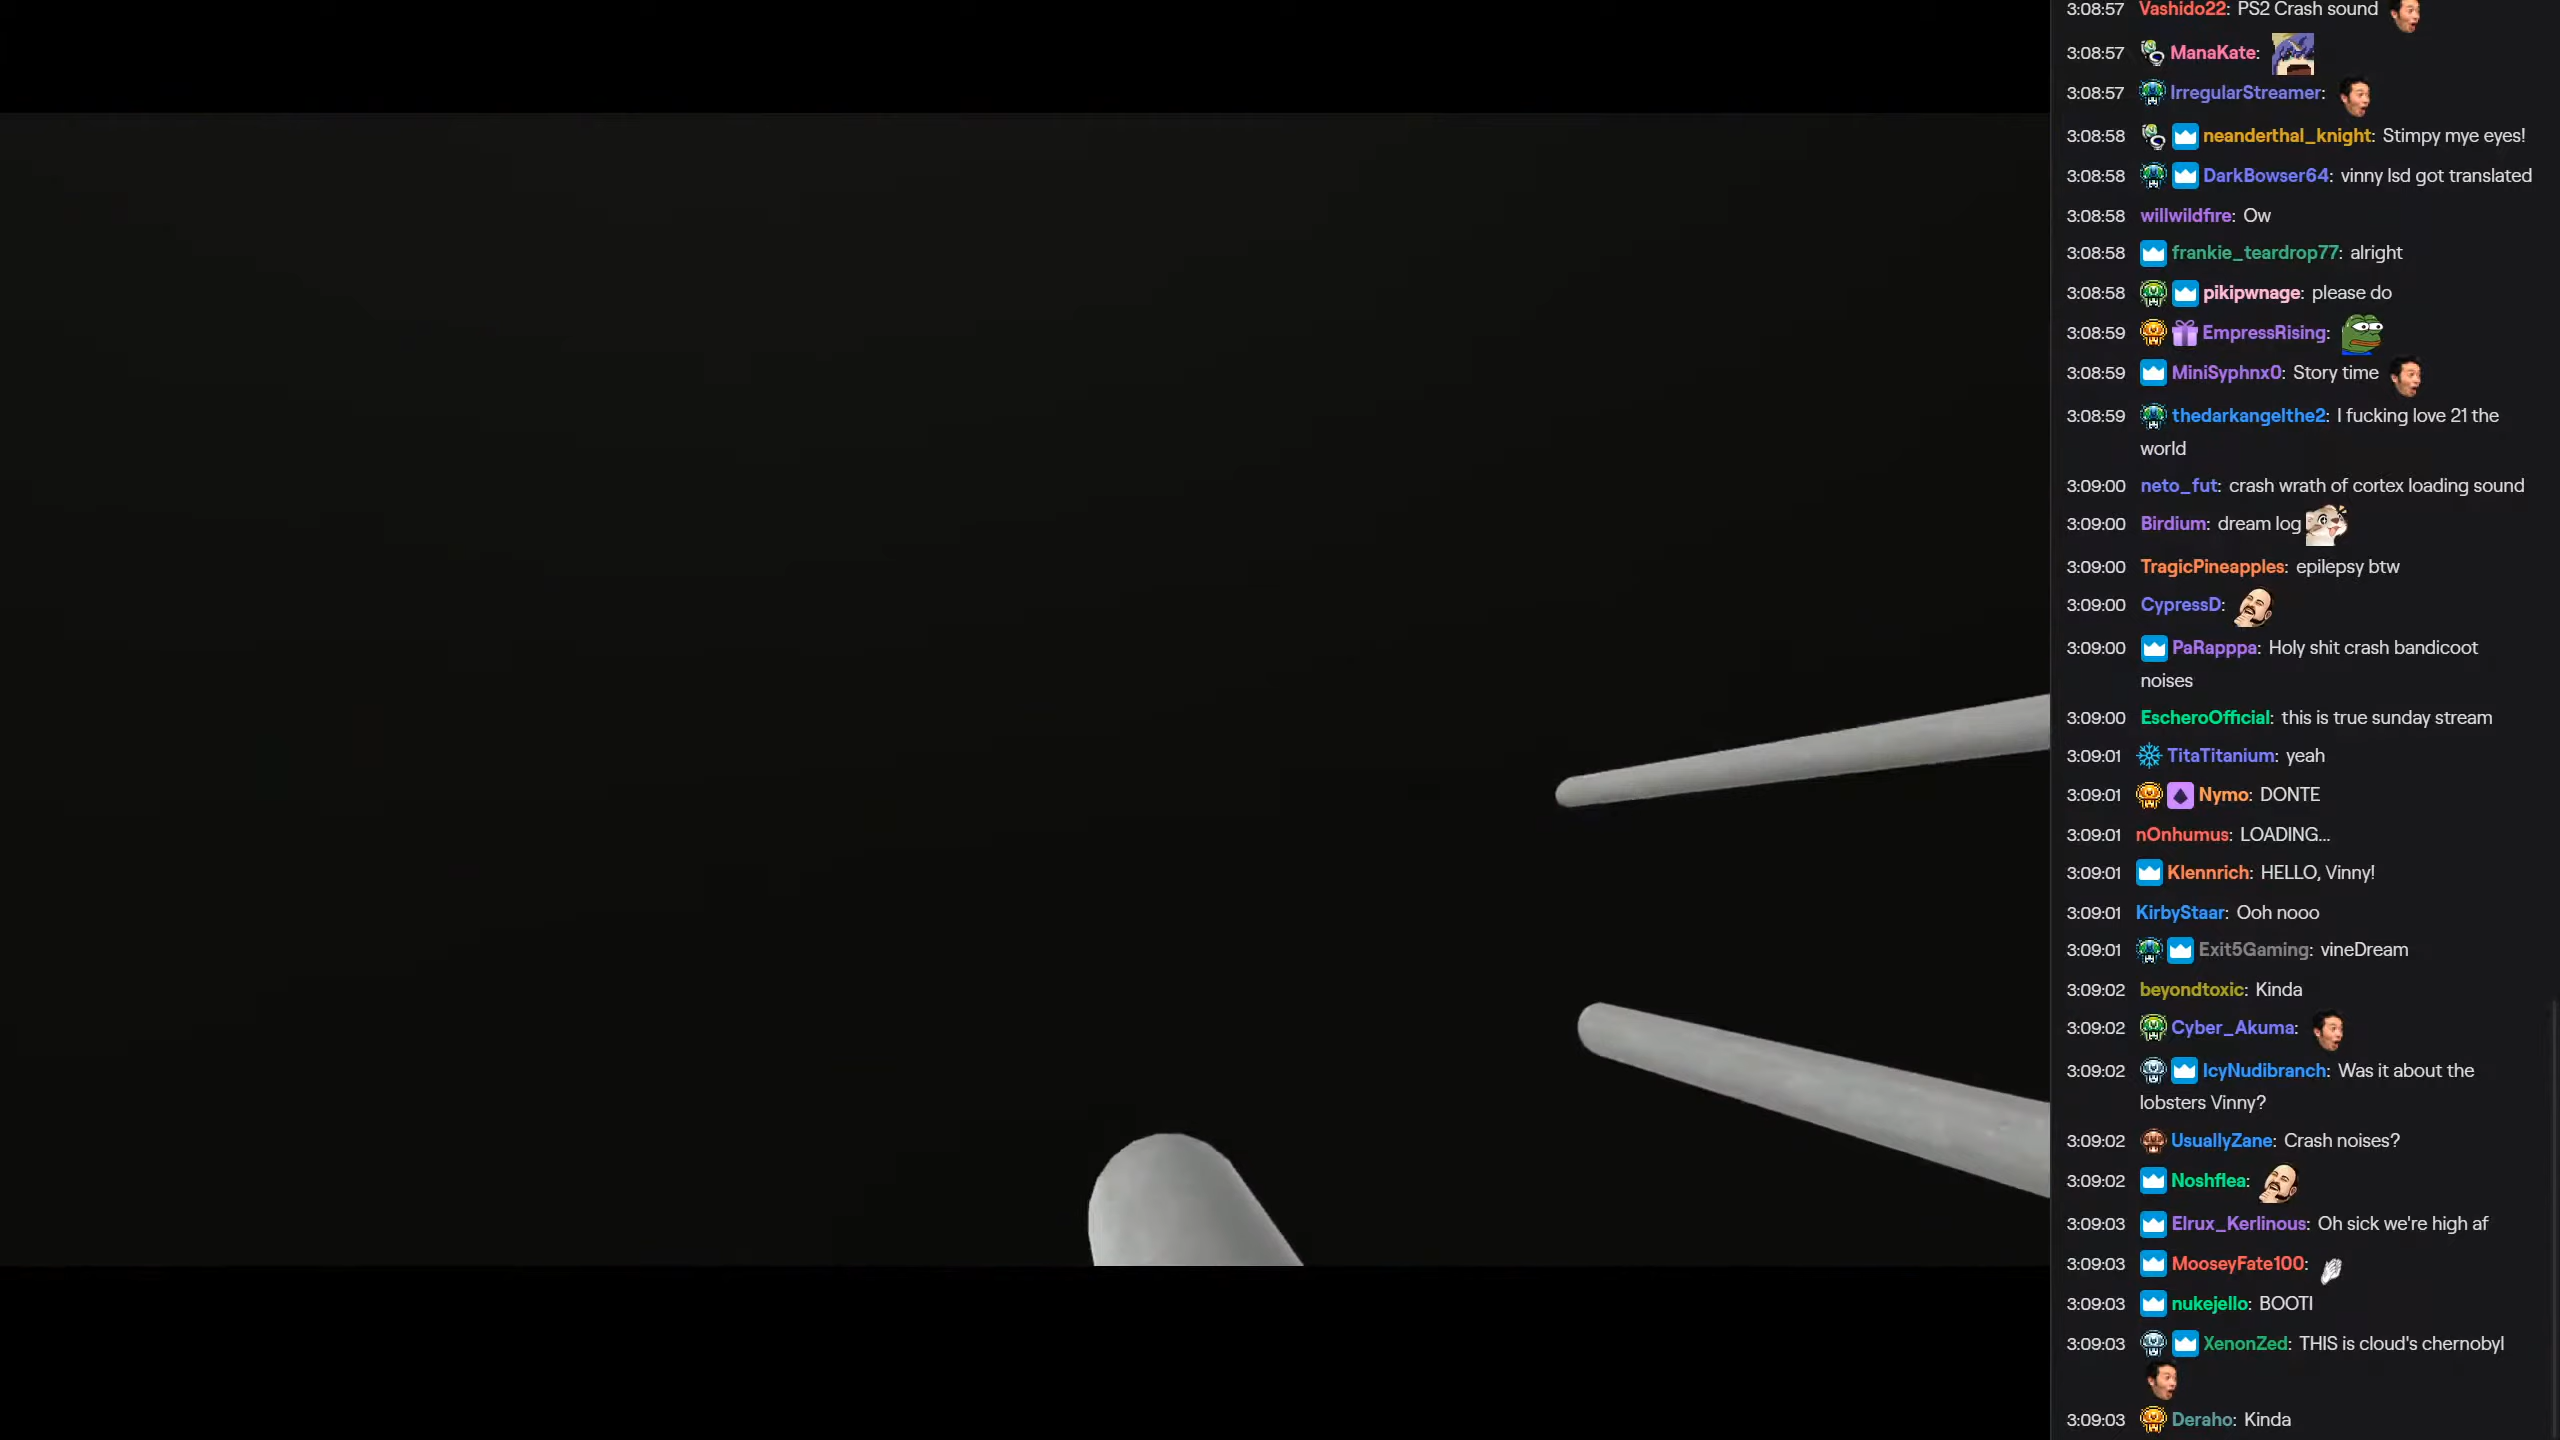 3:08:57 Vashido22: PS2 Crash sound
3:08:57 ManaKate:
3:08:57 IrregularStreamer:
3:08:58 neanderthal_knight: Stimpy mye eyes!
3:08:58 DarkBowser64: vinny lsd got translated
3:08:58 willwildfire: Ow
3:08:58 frankie_teardrop77: alright
3:08:58 pikipwnage: please do
3:08:59 EmpressRising:
3:08:59 MiniSyphnx0: Story time
3:08:59 thedarkangelthe2: I fucking love 21 the
world
3:09:00 neto_fut: crash wrath of cortex loading sound
3:09:00 Birdium: dream log
3:09:00 TragicPineapples: epilepsy btw
3:09:00 CypressD:
3:09:00 PaRapppa: Holy shit crash bandicoot
noises
3:09:00 EscheroOfficial: this is true sunday stream
3:09:01 TitaTitanium: yeah
3:09:01 Nymo: DONTE
3:09:01 nOnhumus: LOADING...
3:09:01 Klennrich: HELLO, Vinny!
3:09:01 KirbyStaar: Ooh nooo
3:09:01 Exit5Gaming: vineDream
3:09:02 beyondtoxic: Kinda
3:09:02 Cyber_Akuma:
3:09:02 IcyNudibranch: Was it about the
lobsters Vinny?
3:09:02 UsuallyZane: Crash noises?
3:09:02 Noshflea:
3:09:03 Elrux_Kerlinous: Oh sick we're high af
3:09:03 MooseyFate100:
3:09:03 nukejello: BOOTI
3:09:03 XenonZed: THIS is cloud's chernobyl
3:09:03 Deraho: Kinda